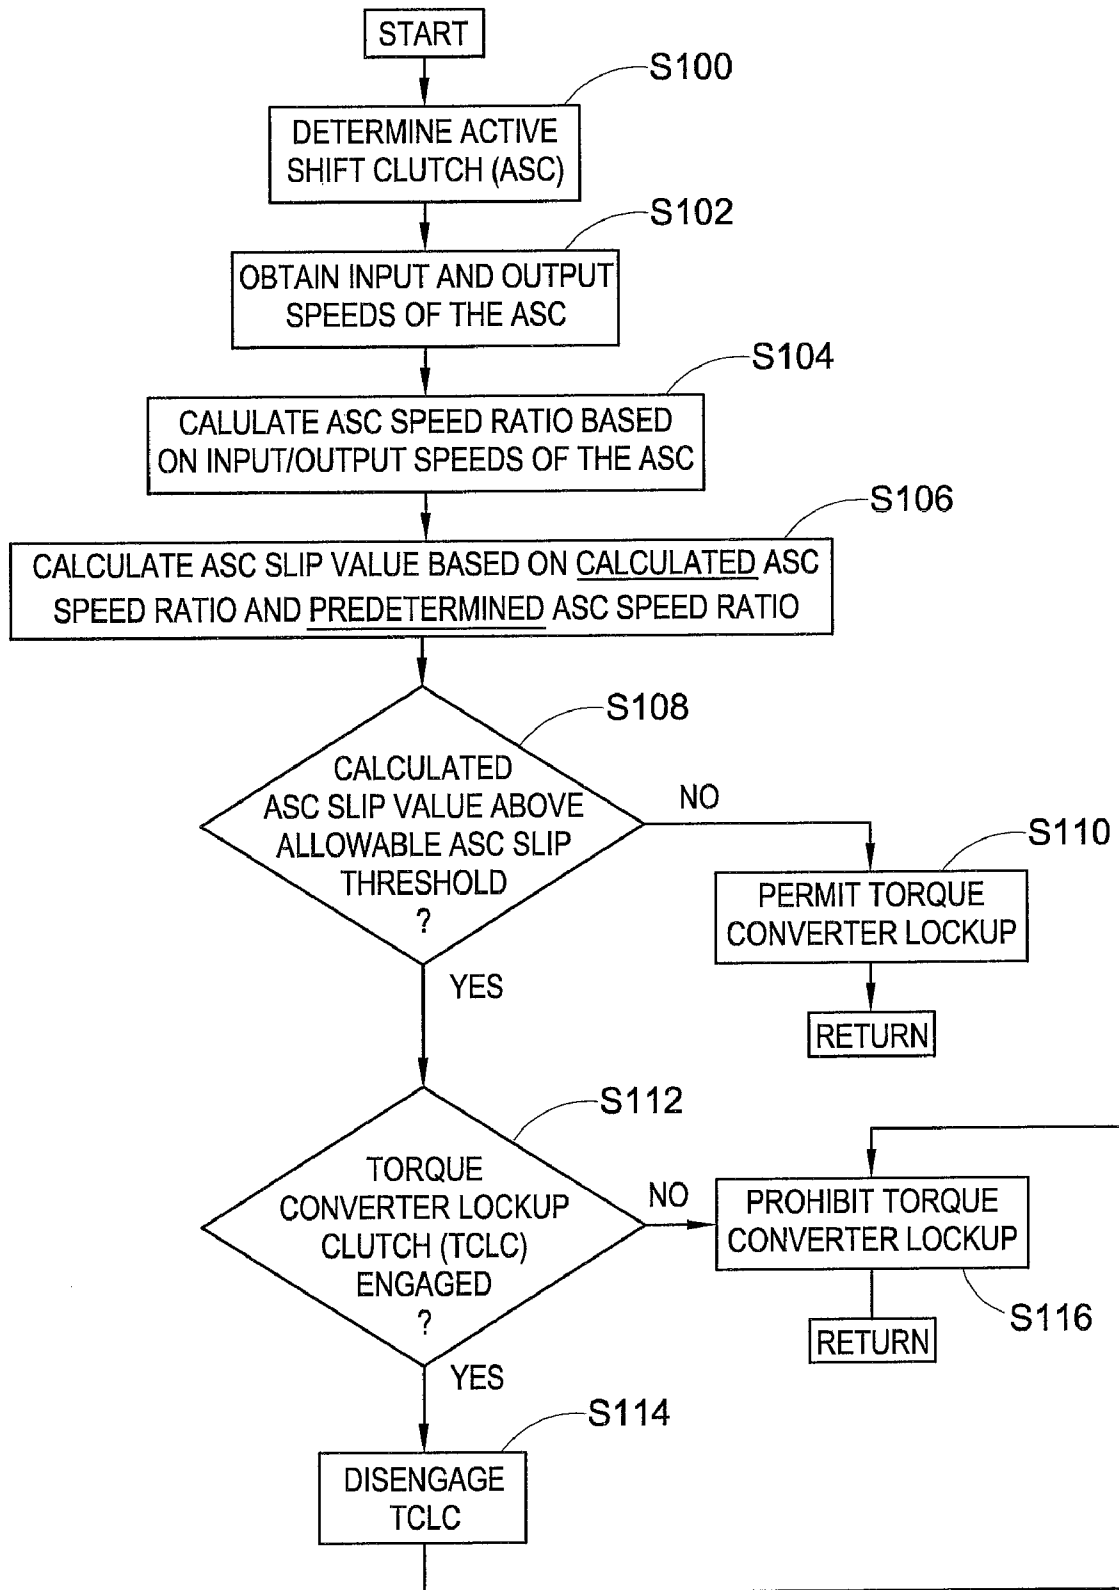 START
S100
DETERMINE ACTIVE
SHIFT CLUTCH (ASC)
S102
OBTAIN INPUT AND OUTPUT
SPEEDS OF THE ASC
S104
CALULATE ASC SPEED RATIO BASED
ON INPUT/OUTPUT SPEEDS OF THE ASC
S106
CALCULATE ASC SLIP VALUE BASED ON CALCULATED ASC
SPEED RATIO AND PREDETERMINED ASC SPEED RATIO
S108
CALCULATED
ASC SLIP VALUE ABOVE
ALLOWABLE ASC SLIP
THRESHOLD
?
NO
S110
PERMIT TORQUE
CONVERTER LOCKUP
RETURN
YES
S112
TORQUE
CONVERTER LOCKUP
CLUTCH (TCLC)
ENGAGED
?
NO
PROHIBIT TORQUE
CONVERTER LOCKUP
S116
RETURN
YES
S114
DISENGAGE
TCLC